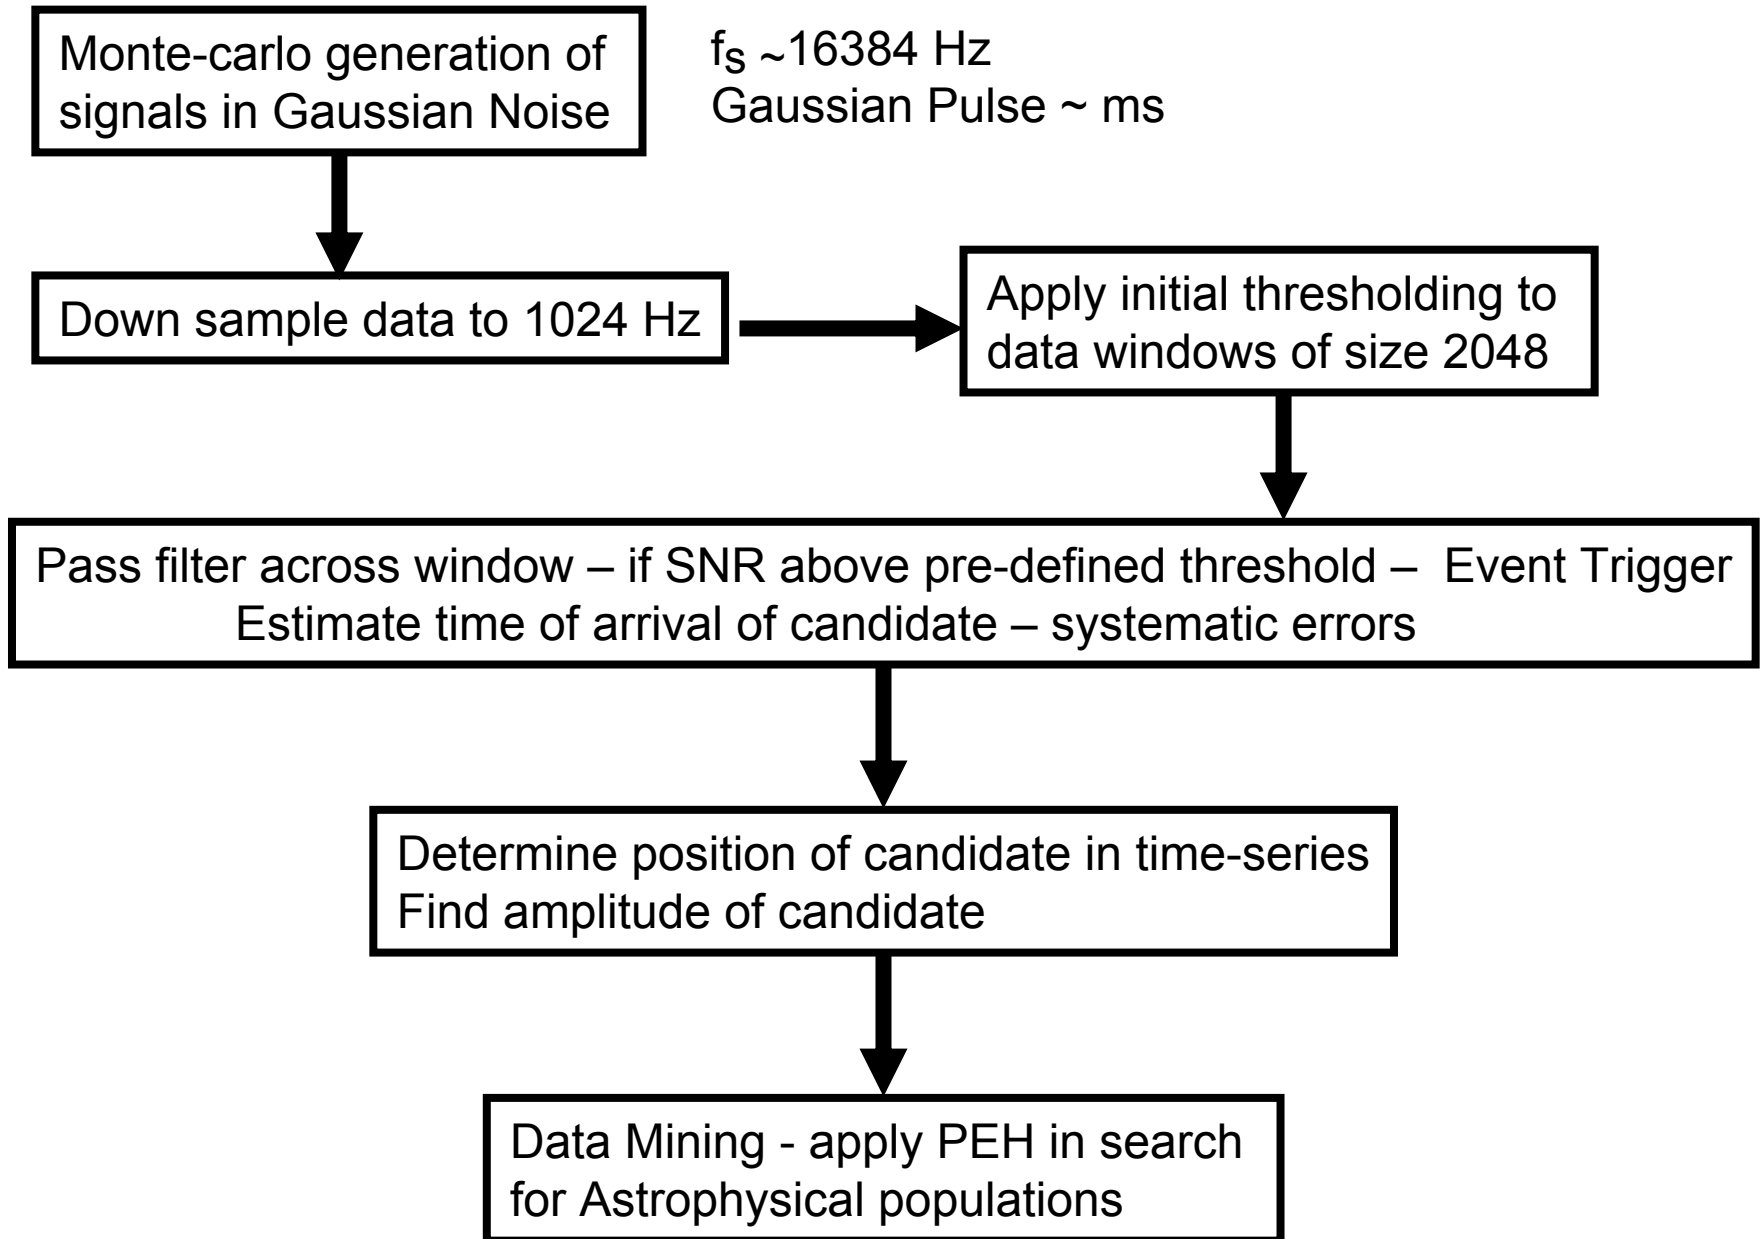 Monte-carlo generation of
signals in Gaussian Noise
fs ~16384 Hz
Gaussian Pulse ~ ms
Down sample data to 1024 Hz
Apply initial thresholding to
data windows of size 2048
Pass filter across window – if SNR above pre-defined threshold – Event Trigger
Estimate time of arrival of candidate – systematic errors
Determine position of candidate in time-series
Find amplitude of candidate
Data Mining - apply PEH in search
for Astrophysical populations